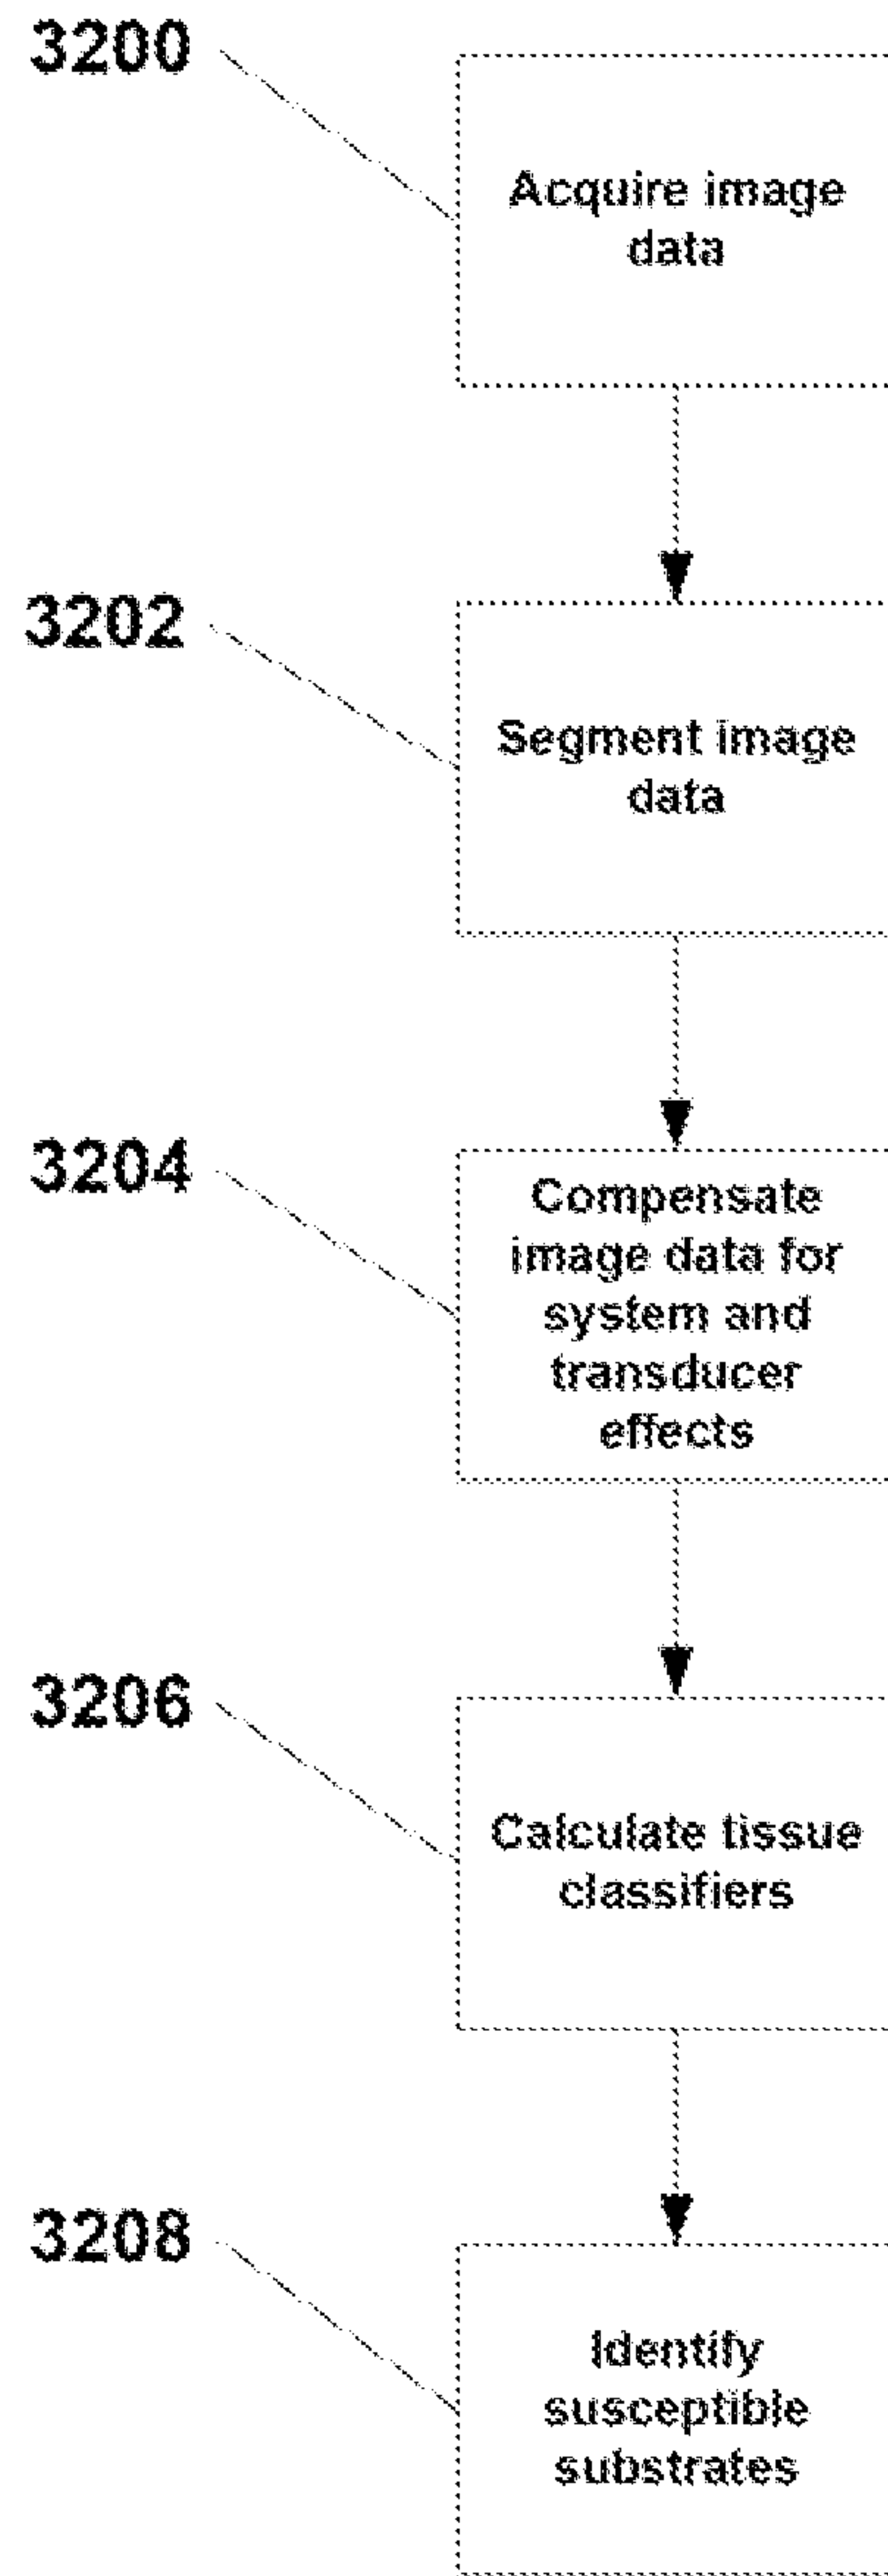 3200
Acquire image
data
3202
Segment image
data
3204
Compensate
image data for
system and
transducer
effects
3206
Calculate tissue
classifiers
3208
Identify
susceptible
substrates